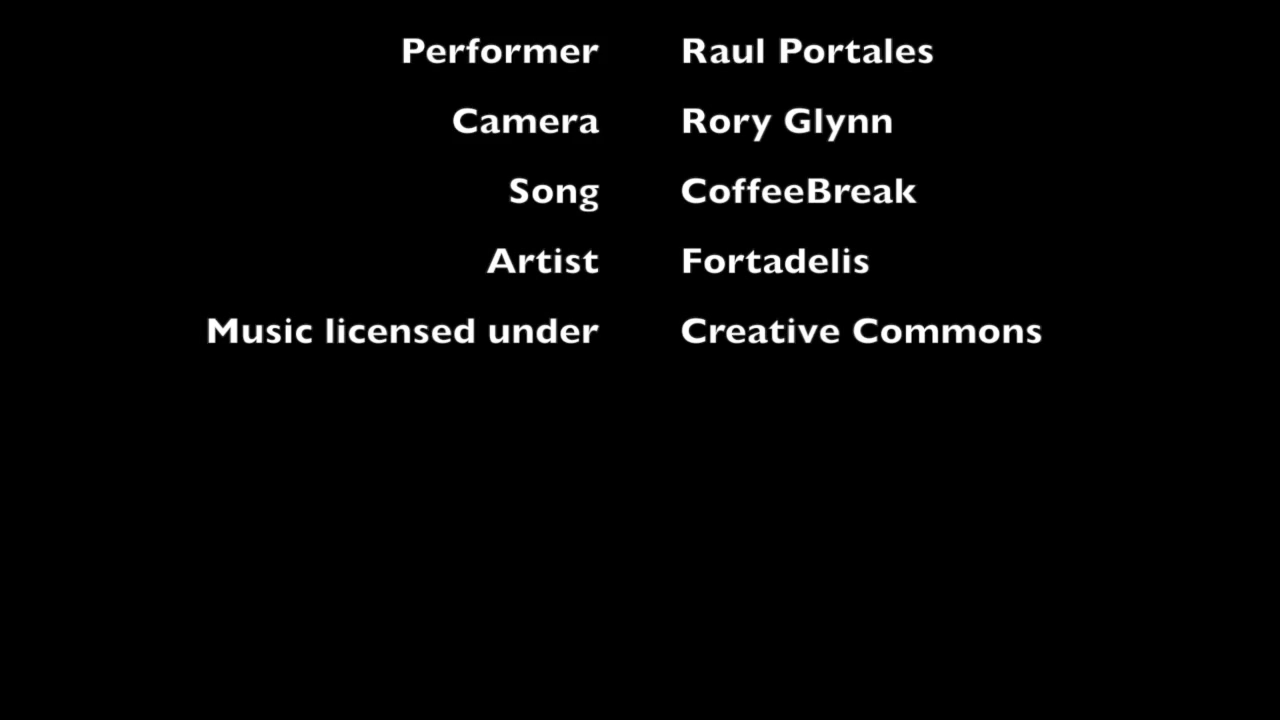 Performer Raul Portales
Camera Rory Glynn
Song CoffeeBreak
Artist Fortadelis
Music licensed under Creative Commons